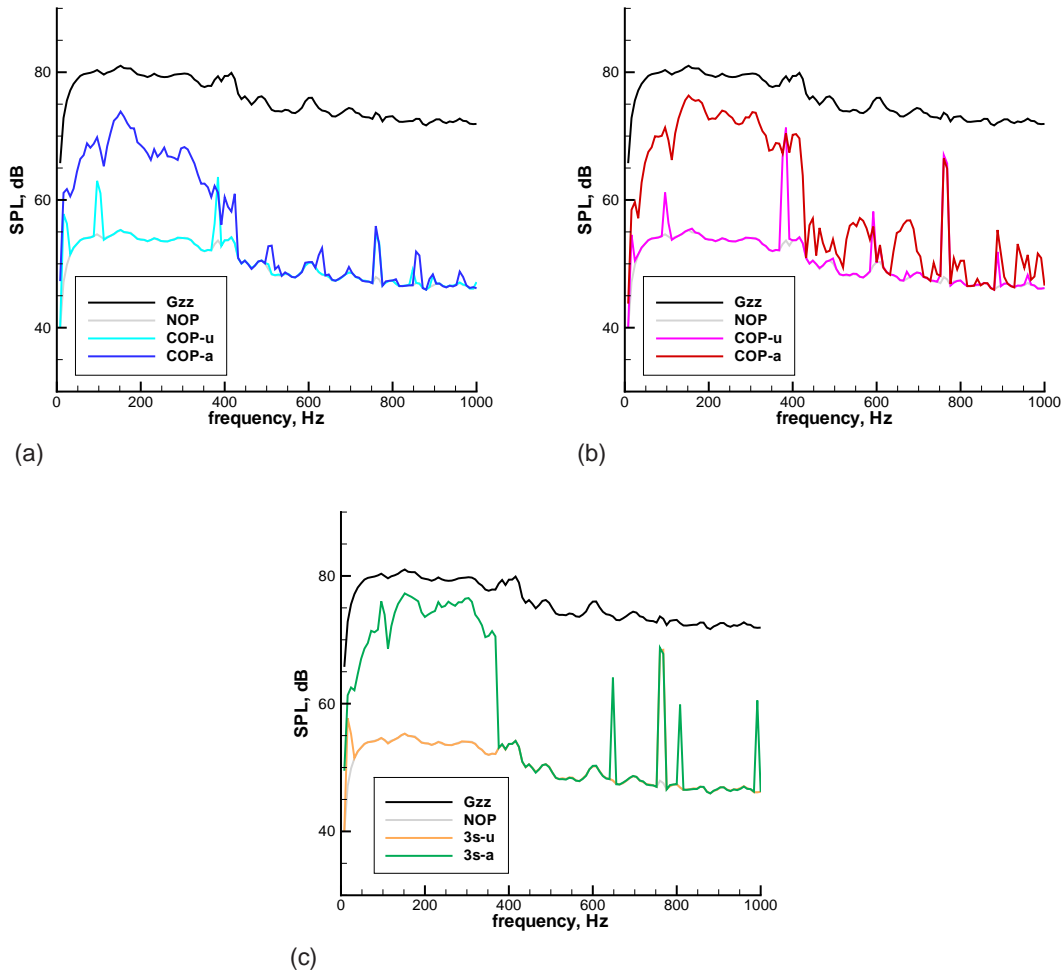 80
60
40
SPL, dB
Gzz
NOP
COP-u
COP-a
0 200 400 600 800 1000
frequency, Hz
(a)
80
60
40
SPL, dB
Gzz
NOP
COP-u
COP-a
0 200 400 600 800 1000
frequency, Hz
(b)
80
60
40
SPL, dB
Gzz
NOP
3s-u
3s-a
0 200 400 600 800 1000
frequency, Hz
(c)